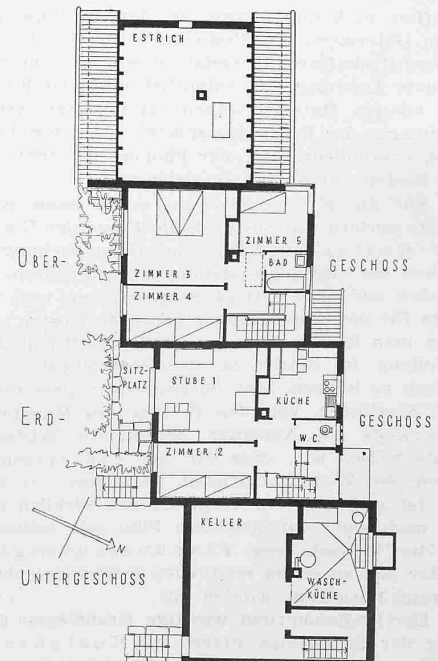 ESTRICH
ZIMMER 5
BAD
OBER- GESCHOSS
ZIMMER 3
ZIMMER 4
SITZ-
PLATZ
STUBE 1
KÜCHE
ERD- GESCHOSS
W.C.
ZIMMER 2
KELLER
N
UNTERGESCHOSS
WASCH-
KÜCHE